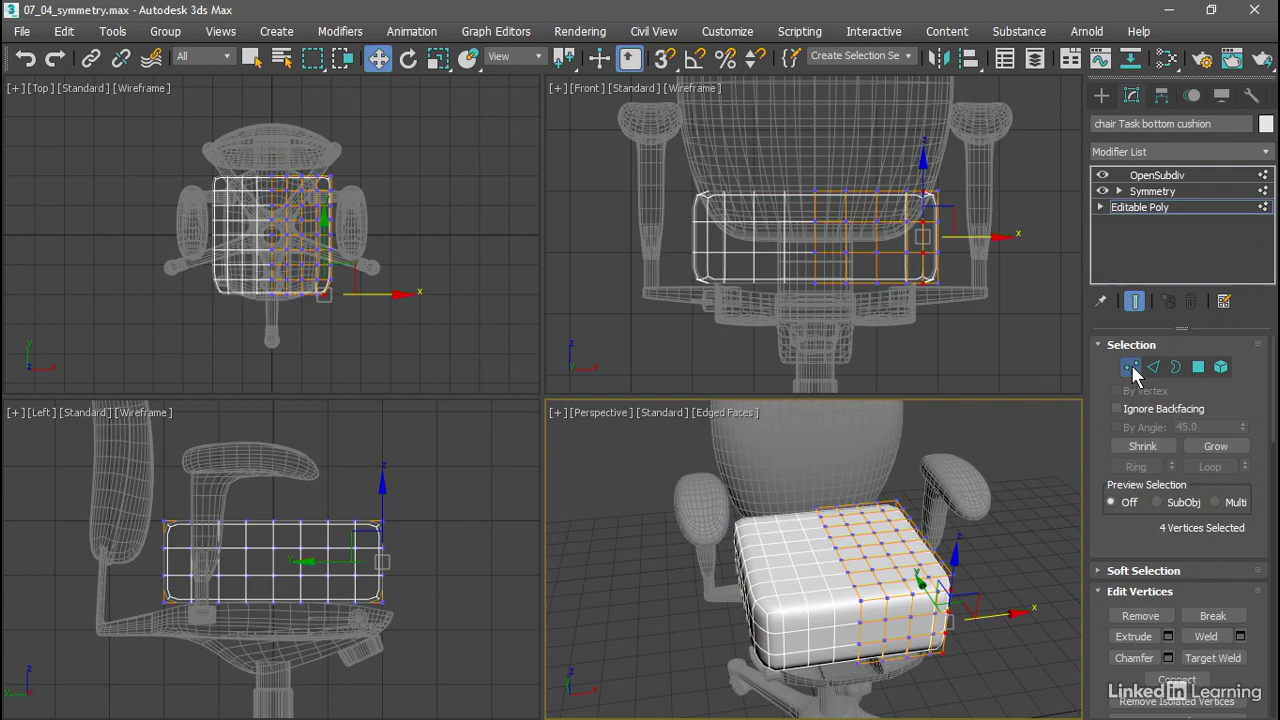 07_04_symmetry.max - Autodesk 3ds Max
File Edit Tools Group Views Create Modifiers Animation Graph Editors Rendering Civil View Customize Scripting Interactive Content Substance Arnold Help
All View Create Selection Se
[+] [Top] [Standard] [Wireframe]
[+] [Front] [Standard] [Wireframe]
chair Task bottom cushion
Modifier List
OpenSubdiv
Symmetry
Editable Poly
Selection
By Vertex
Ignore Backfacing
By Angle: 45.0
Shrink Grow
Ring Loop
Preview Selection
Off SubObj Multi
4 Vertices Selected
[+] [Left] [Standard] [Wireframe]
[+] [Perspective] [Standard] [Edged Faces]
Soft Selection
Edit Vertices
Remove Break
Extrude Weld
Chamfer Target Weld
Connect
LinkedIn Learning
Remove Isolated Vertices